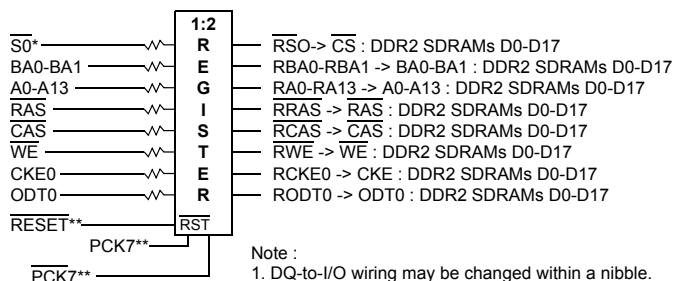 1:2
S0* R RSO-> CS : DDR2 SDRAMs D0-D17
BA0-BA1 E RBA0-RBA1 -> BA0-BA1 : DDR2 SDRAMs D0-D17
A0-A13 G RA0-RA13 -> A0-A13 : DDR2 SDRAMs D0-D17
RAS I RRAS -> RAS : DDR2 SDRAMs D0-D17
CAS S RCAS -> CAS : DDR2 SDRAMs D0-D17
WE T RWE -> WE : DDR2 SDRAMs D0-D17
CKE0 E RCKE0 -> CKE : DDR2 SDRAMs D0-D17
ODT0 R RODT0 -> ODT0 : DDR2 SDRAMs D0-D17
RESET** RST
PCK7**
PCK7**
Note :
1. DQ-to-I/O wiring may be changed within a nibble.